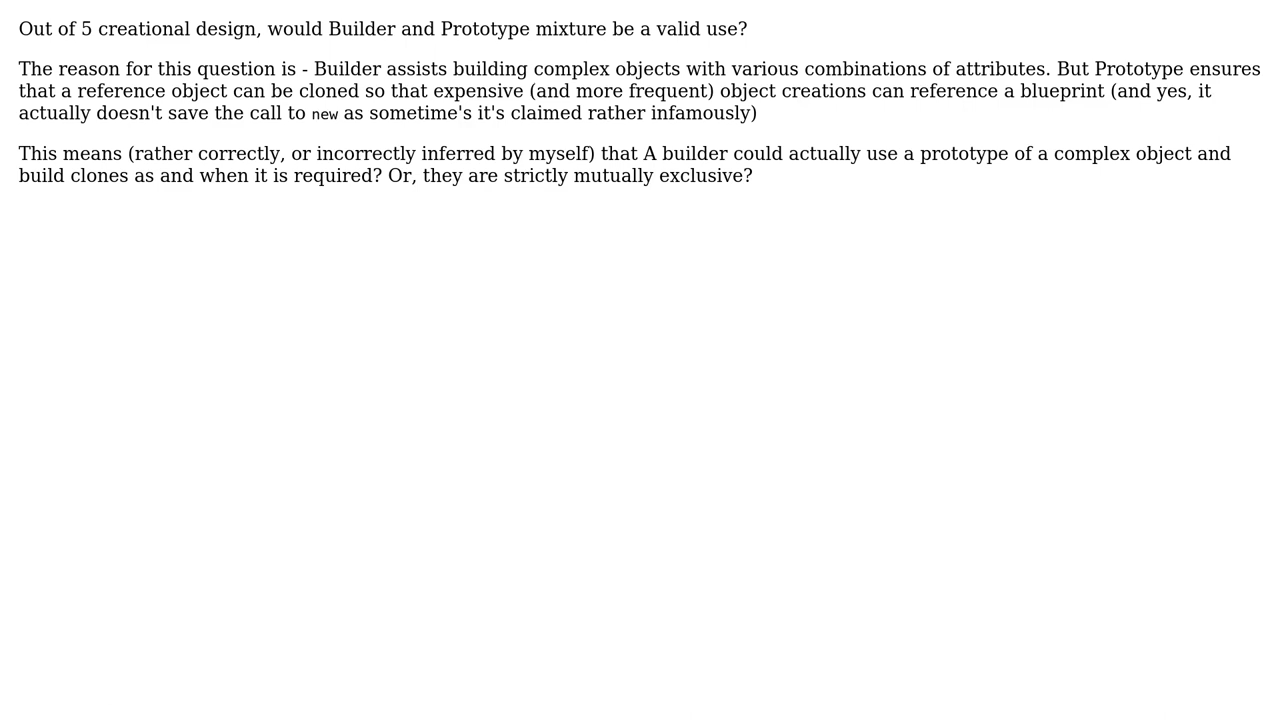 Out of 5 creational design, would Builder and Prototype mixture be a valid use?
The reason for this question is - Builder assists building complex objects with various combinations of attributes. But Prototype ensures
that a reference object can be cloned so that expensive (and more frequent) object creations can reference a blueprint (and yes, it
actually doesn't save the call to new as sometime's it's claimed rather infamously)
This means (rather correctly, or incorrectly inferred by myself) that A builder could actually use a prototype of a complex object and
build clones as and when it is required? Or, they are strictly mutually exclusive?